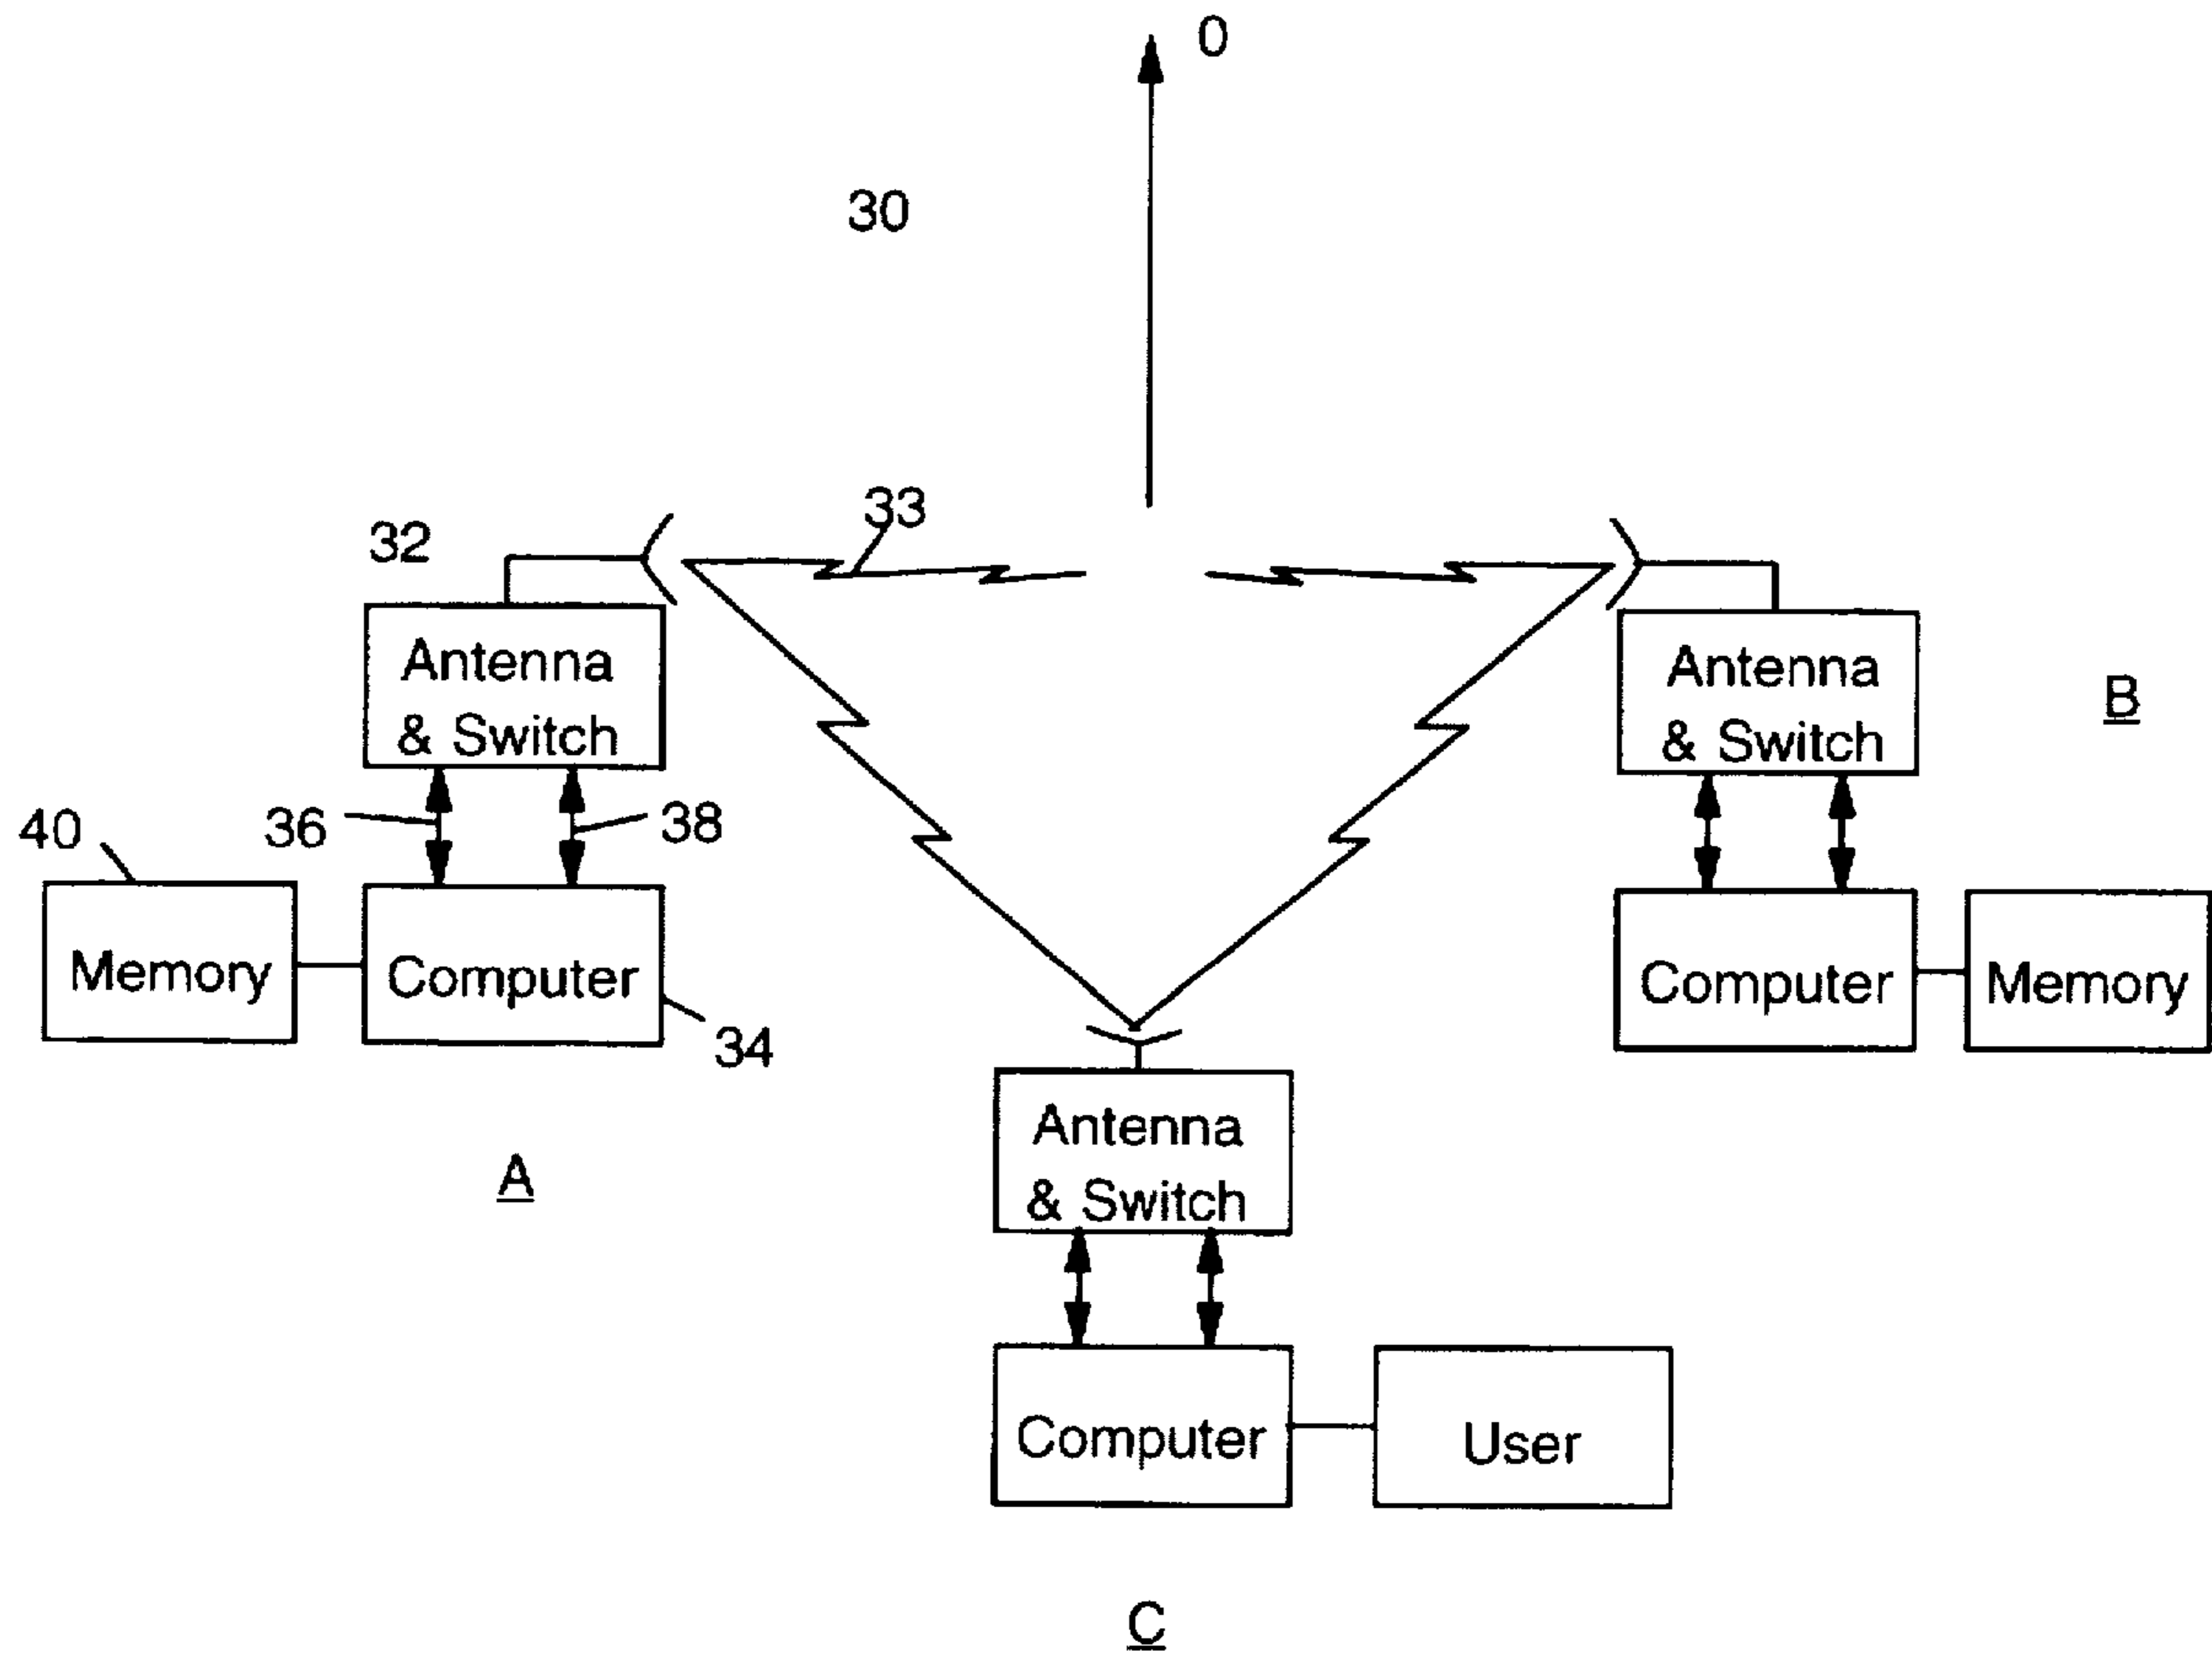 0
30
33
32
Antenna
& Switch
Antenna
& Switch
B
40
36
38
Memory
Computer
34
Computer
Memory
A
Antenna
& Switch
Computer
User
C